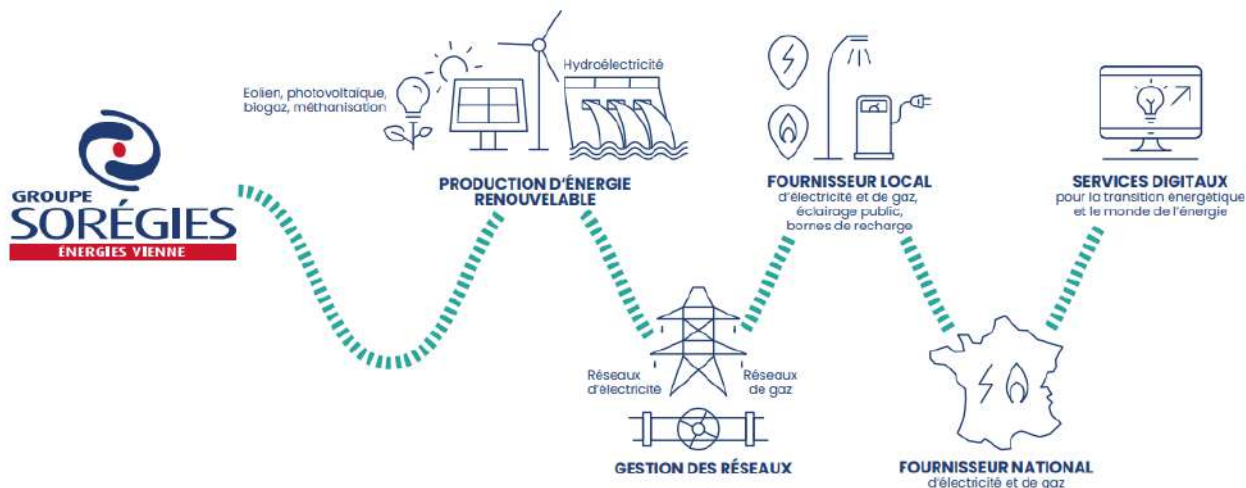 GROUPE
SORÉGIES
ÉNERGIES VIENNE
Eolien, photovoltaïque,
biogaz, méthanisation
Hydroélectricité
PRODUCTION D'ÉNERGIE
RENOUVELABLE
Réseaux
d'électricité
Réseaux
de gaz
GESTION DES RÉSEAUX
FOURNISSEUR LOCAL
d'électricité et de gaz,
éclairage public,
bornes de recharge
FOURNISSEUR NATIONAL
d'électricité et de gaz
SERVICES DIGITAUX
pour la transition énergétique
et le monde de l'énergie